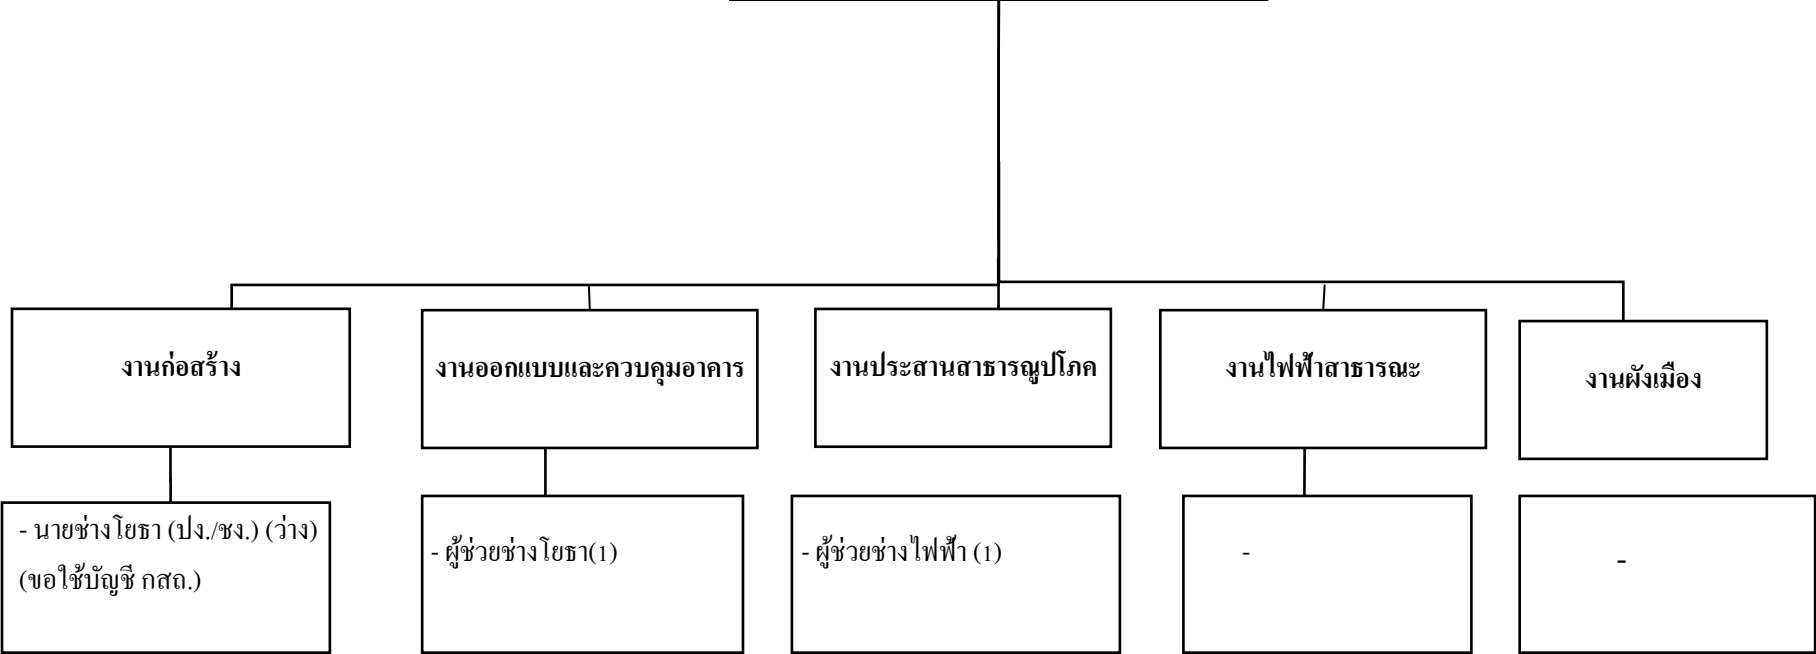 งานก่อสร้าง
งานออกแบบและควบคุมอาคาร
งานประสานสาธารณูปโภค
งานไฟฟ้าสาธารณะ
งานผังเมือง
- นายช่างโยธา (ปง./ชง.) (ว่าง)
(ขอใช้บัญชี กสถ.)
- ผู้ช่วยช่างโยธา(1)
- ผู้ช่วยช่างไฟฟ้า (1)
-
-